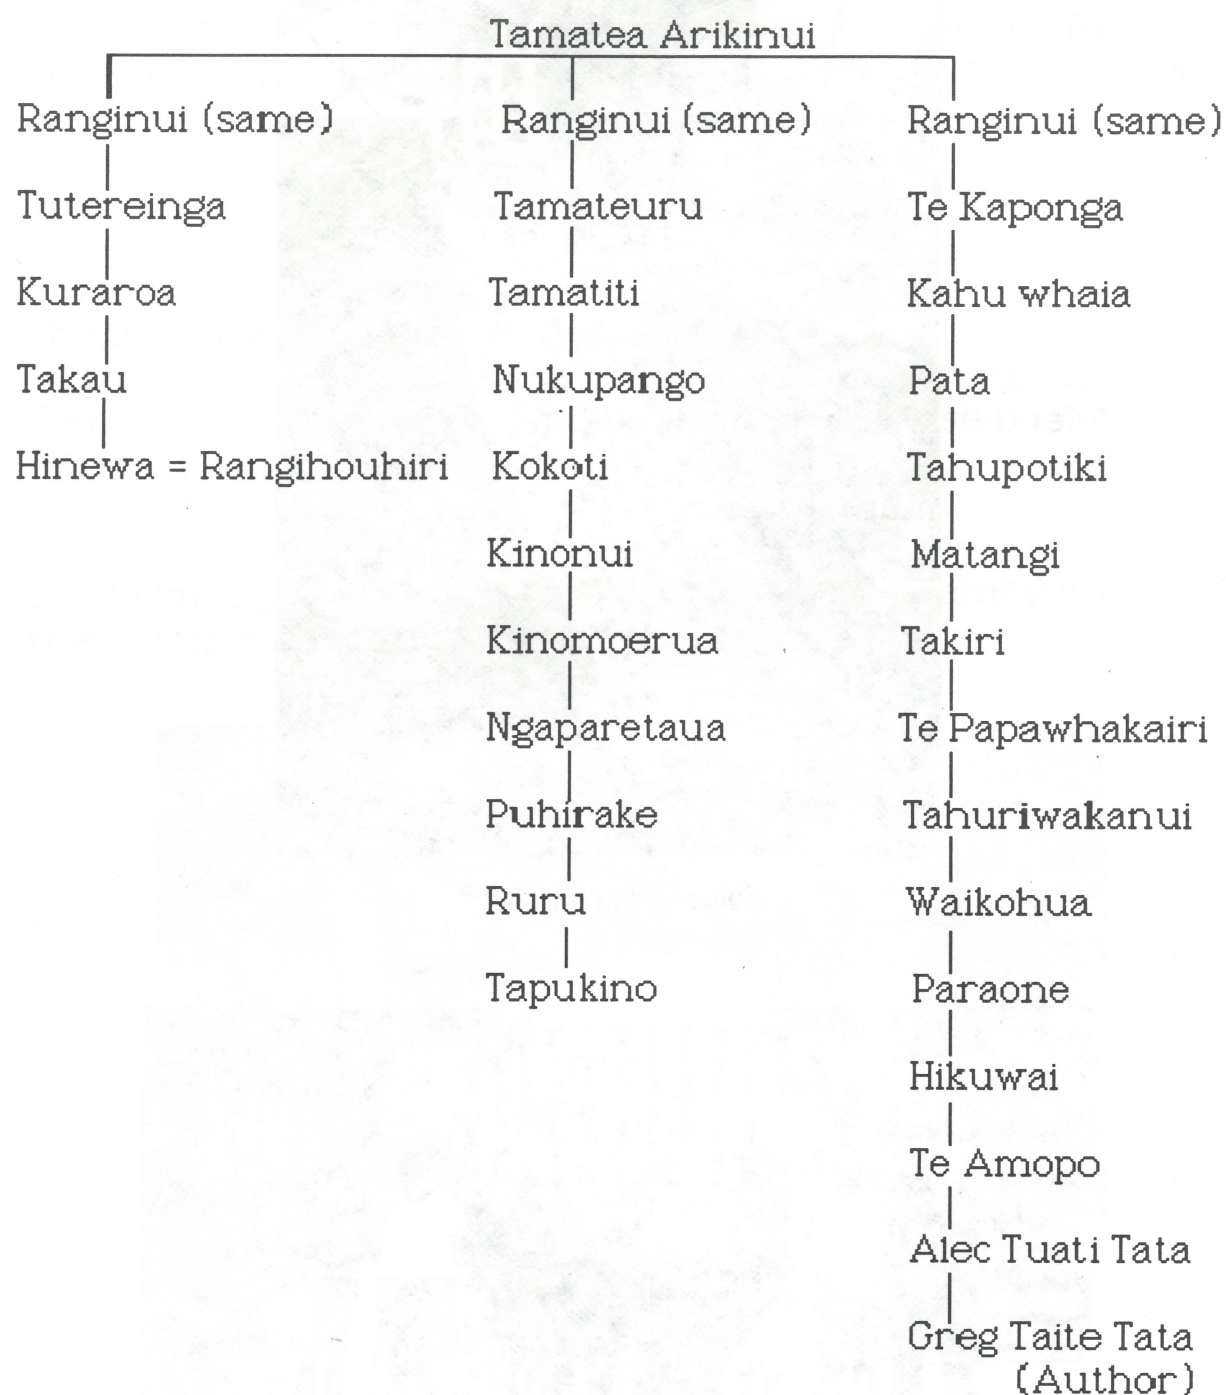 Tamatea Arikinui
Ranginui (same) Ranginui (same) Ranginui (same)
Tutereinga Tamateuru Te Kaponga
Kuraroa Tamatiti Kahu whaia
Takau Nukupango Pata
Hinewa = Rangihouhiri Kokoti Tahupotiki
Kinonui Matangi
Kinomoerua Takiri
Ngaparetaua Te Papawhakairi
Puhirake Tahuriwakanui
Ruru Waikohua
Tapukino Paraone
Hikuwai
Te Amopo
Alec Tuati Tata
Greg Taite Tata
(Author)